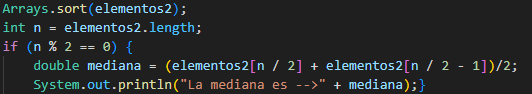 Arrays.sort(elementos2);
int n = elementos2.length;
if (n % 2 == 0) {
    double mediana = (elementos2[n / 2] + elementos2[n / 2 - 1])/2;
    System.out.println("La mediana es -->" + mediana);}